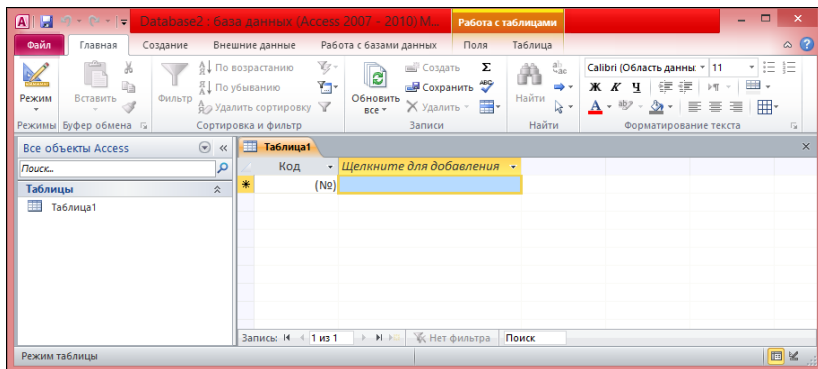 Database2 : база данных (Access 2007 - 2010) M... Работа с таблицами
Файл Главная Создание Внешние данные Работа с базами данных Поля Таблица
Режим
Вставить
Фильтр
По возрастанию
По убыванию
Удалить сортировку
Обновить все
Создать
Сохранить
Удалить
Найти
Calibri (Область данных 11
Ж К Ч
Режимы Буфер обмена Сортировка и фильтр Записи Найти Форматирование текста
Все объекты Access
Поиск...
Таблицы
Таблица1
Таблица1
Код Щелкните для добавления
(№)
Запись: 1 из 1 Нет фильтра Поиск
Режим таблицы